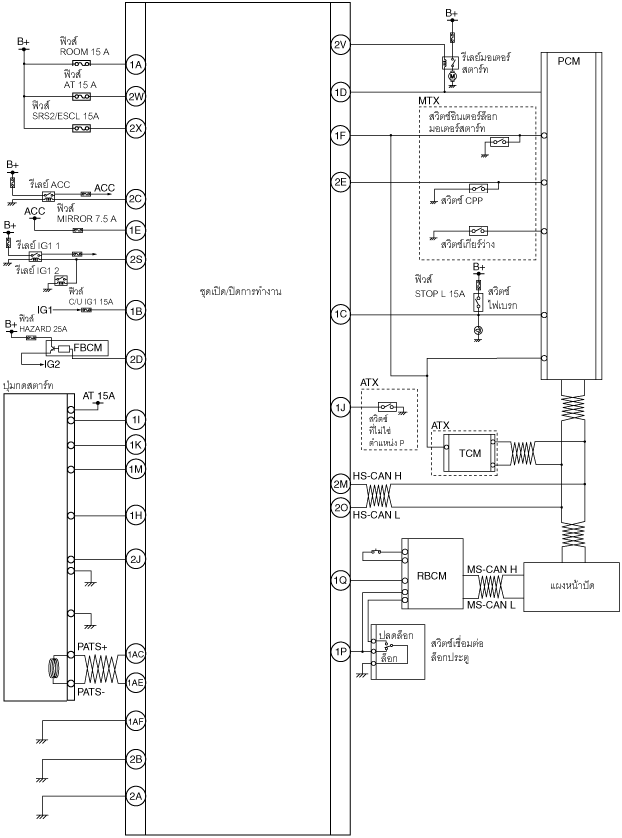 B+
ฟิวส์
ROOM 15 A
ฟิวส์
AT 15 A
ฟิวส์
SRS2/ESCL 15A
1A
2W
2X
B+
รีเลย์ ACC
ACC
2C
ฟิวส์
MIRROR 7.5 A
ACC
1E
B+
รีเลย์ IG1 1
2S
รีเลย์ IG1 2
ฟิวส์
C/U IG1 15A
IG1
1B
ฟิวส์
HAZARD 25A
B+
FBCM
IG2
2D
ปุ่มกดสตาร์ท
AT 15A
1I
1K
1M
1H
2J
PATS+
PATS-
1AC
1AE
1AF
2B
2A
ชุดเปิด/ปิดการทำงาน
2V
B+
รีเลย์มอเตอร์
สตาร์ท
M
PCM
1D
MTX
สวิตช์อินเตอร์ล็อก
มอเตอร์สตาร์ท
1F
2E
สวิตช์ CPP
สวิตช์เกียร์ว่าง
B+
ฟิวส์
STOP L 15A
สวิตช์
ไฟเบรก
1C
ATX
1J
สวิตช์
ที่ไม่ใช่
ตำแหน่ง P
ATX
TCM
2M
HS-CAN H
2O
HS-CAN L
RBCM
1Q
MS-CAN H
MS-CAN L
แผงหน้าปัด
1P
ปลดล็อก
ล็อก
สวิตช์เชื่อมต่อ
ล็อกประตู